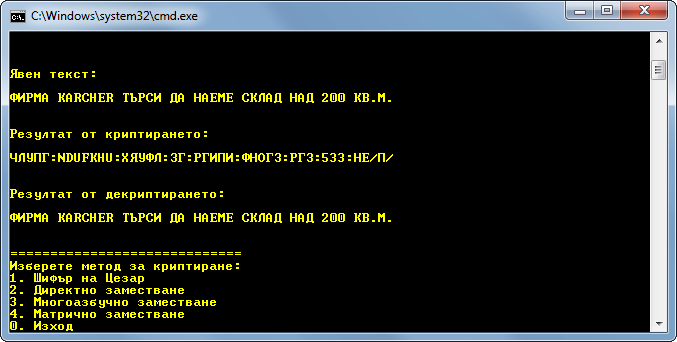 C:\Windows\system32\cmd.exe
Явен текст:
ФИРМА KARCHER ТЪРСИ ДА НАЕМЕ СКЛАД НАД 200 КВ.М.
Резултат от криптирането:
ЧЛУПГ:NDUFKHU:ХЯУФЛ:ЗГ:РГИПИ:ФНОГЗ:РГЗ:533:НЕ/П/
Резултат от декриптирането:
ФИРМА KARCHER ТЪРСИ ДА НАЕМЕ СКЛАД НАД 200 КВ.М.
=============================
Изберете метод за криптиране:
1. Шифър на Цезар
2. Директно заместване
3. Многоазбучно заместване
4. Матрично заместване
0. Изход